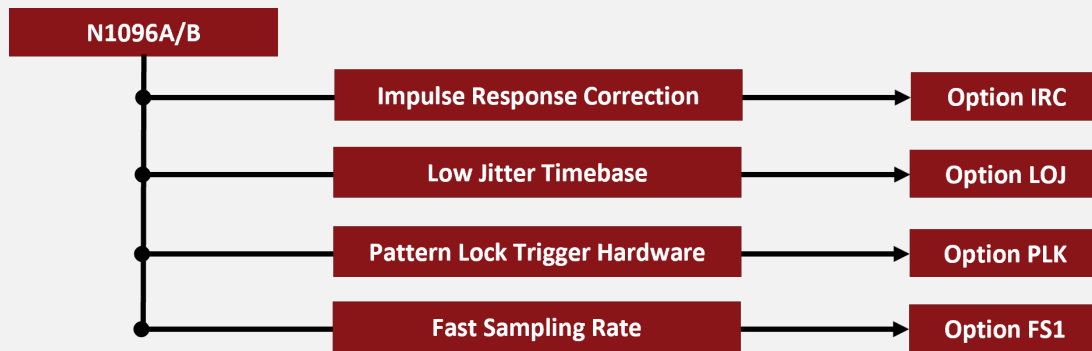 N1096A/B
Impulse Response Correction
Option IRC
Low Jitter Timebase
Option LOJ
Pattern Lock Trigger Hardware
Option PLK
Fast Sampling Rate
Option FS1